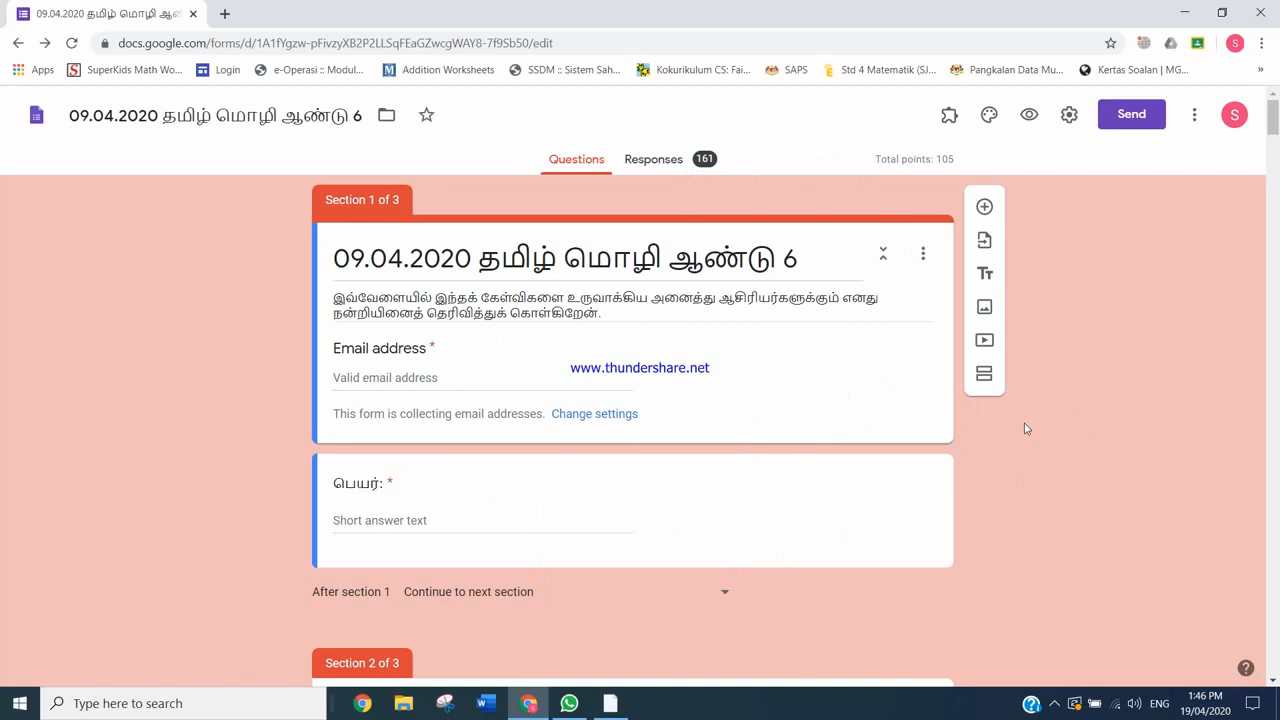 09.04.2020 தமிழ் மொழி ஆண்
docs.google.com/forms/d/1A1fYgzw-pFivzyXB2P2LLSqFEaGZwcgWAY8-7f9Sb50/edit
Apps SuperKids Math Wo... Login e-Operasi :: Modul... Addition Worksheets SSDM :: Sistem Sah... Kokurikulum CS: Fai... SAPS Std 4 Matematik (SJ... Pangkalan Data Mu... Kertas Soalan | MG... »
09.04.2020 தமிழ் மொழி ஆண்டு 6 Send S
Questions Responses 161 Total points: 105
Section 1 of 3
09.04.2020 தமிழ் மொழி ஆண்டு 6
இவ்வேளையில் இந்தக் கேள்விகளை உருவாக்கிய அனைத்து ஆசிரியர்களுக்கும் எனது
நன்றியினைத் தெரிவித்துக் கொள்கிறேன்.
Email address *
www.thundershare.net
Valid email address
This form is collecting email addresses. Change settings
பெயர்: *
Short answer text
After section 1 Continue to next section
Section 2 of 3
Type here to search
ENG
1:46 PM
19/04/2020